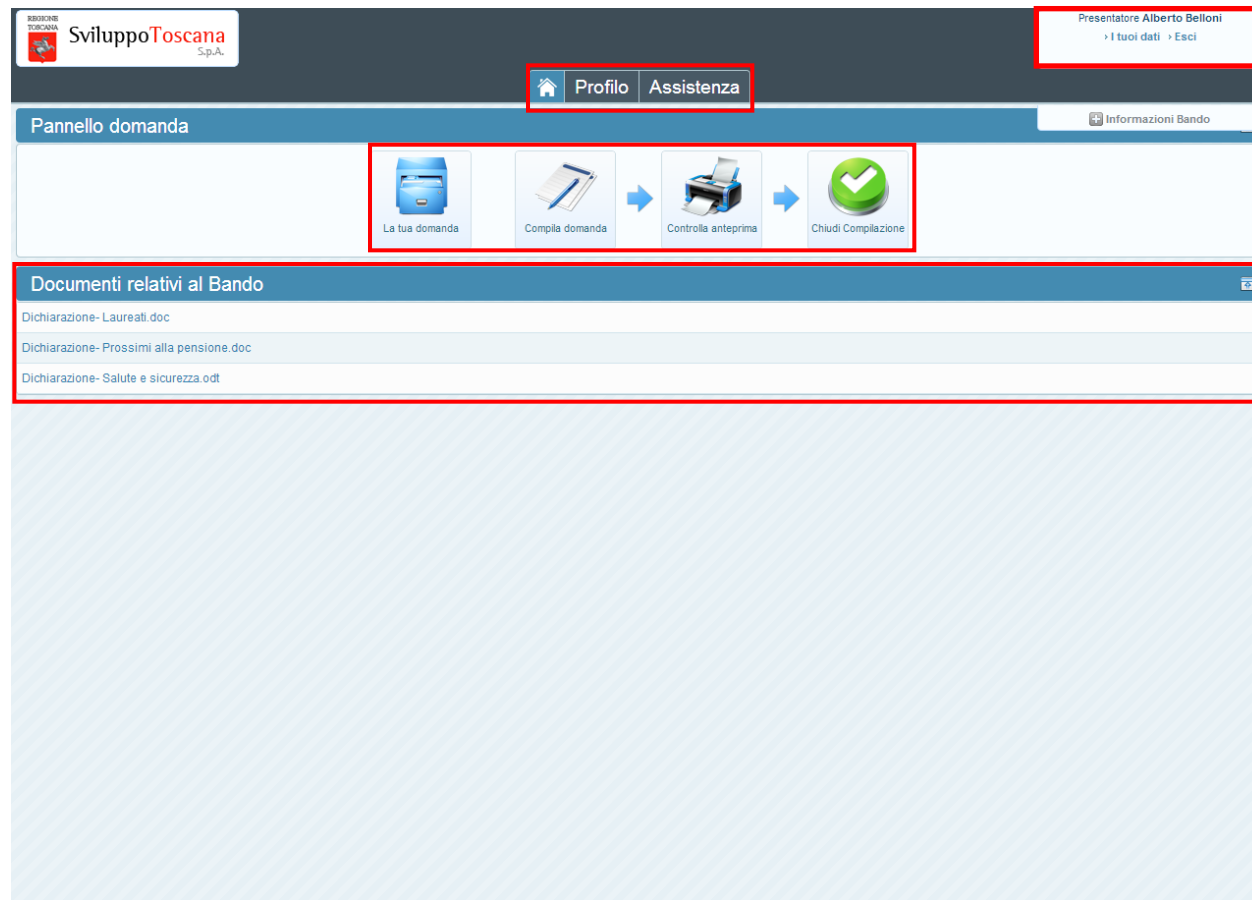 REGIONE
TOSCANA
SviluppoToscana
S.p.A.
Presentatore Alberto Belloni
› I tuoi dati › Esci
Profilo Assistenza
Pannello domanda
Informazioni Bando
La tua domanda
Compila domanda
Controlla anteprima
Chiudi Compilazione
Documenti relativi al Bando
Dichiarazione- Laureati.doc
Dichiarazione- Prossimi alla pensione.doc
Dichiarazione- Salute e sicurezza.odt